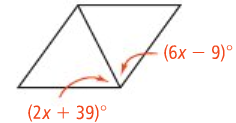 (6x − 9)°
(2x + 39)°